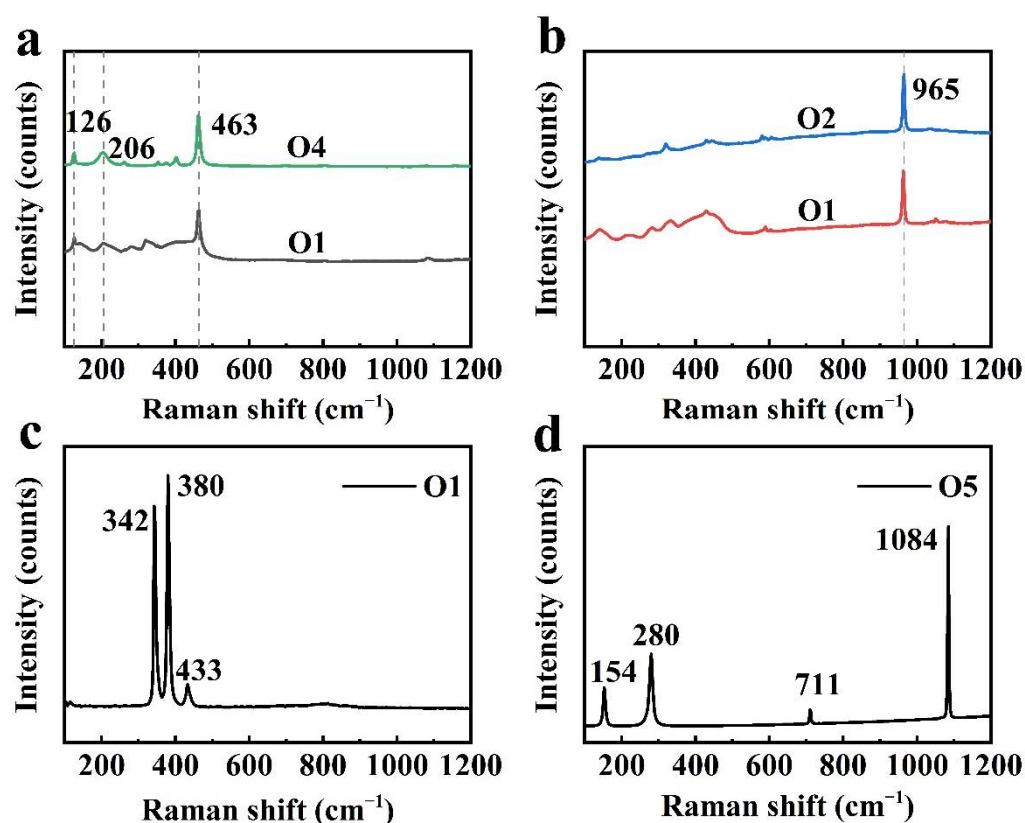 a
Intensity (counts)
126
206
463
O4
O1
200 400 600 800 1000 1200
Raman shift (cm⁻¹)
b
Intensity (counts)
965
O2
O1
200 400 600 800 1000 1200
Raman shift (cm⁻¹)
c
Intensity (counts)
342
380
433
O1
200 400 600 800 1000 1200
Raman shift (cm⁻¹)
d
Intensity (counts)
154
280
711
1084
O5
200 400 600 800 1000 1200
Raman shift (cm⁻¹)